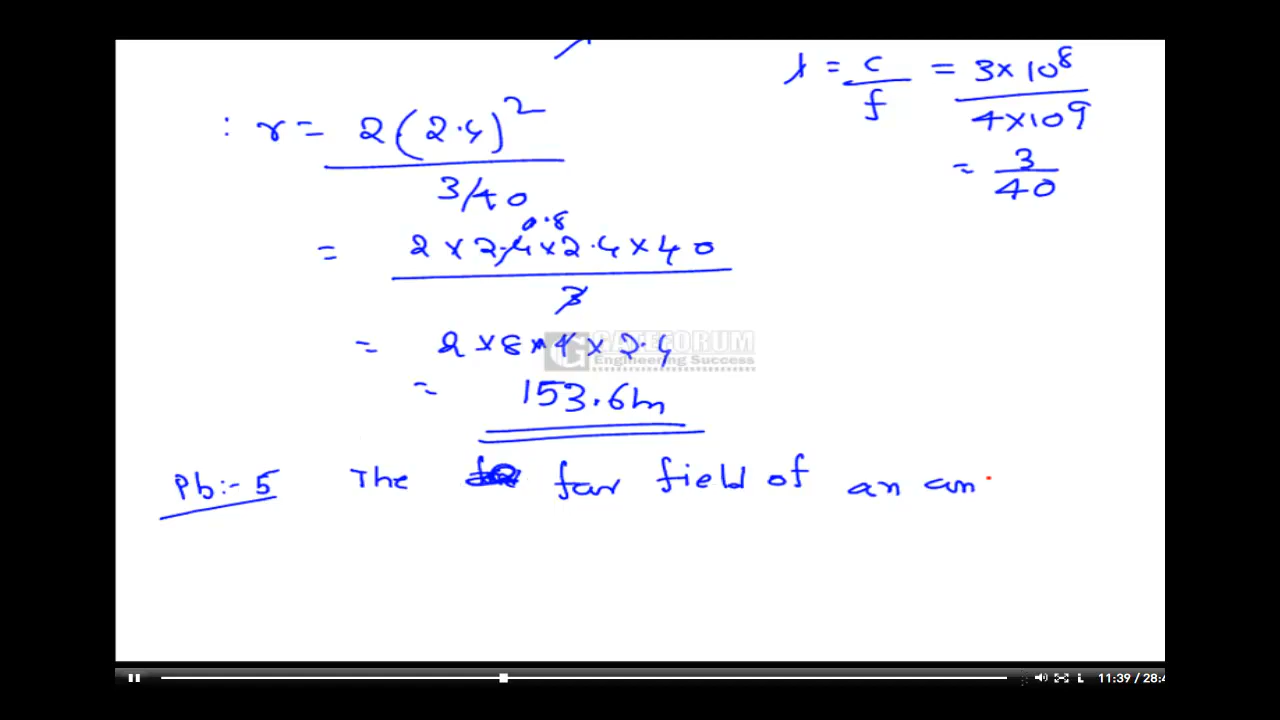 λ = c/f = 3×10^8 / 4×10^9
= 3/40
: r = 2(2.4)^2 / 3/40
0.8
= 2×2.4×2.4×40 / 3
= 2×8×4×2.4
= 153.6m
GATEFORUM
Engineering Success
Pb:- 5 The far field of an an
11:39 / 28:4